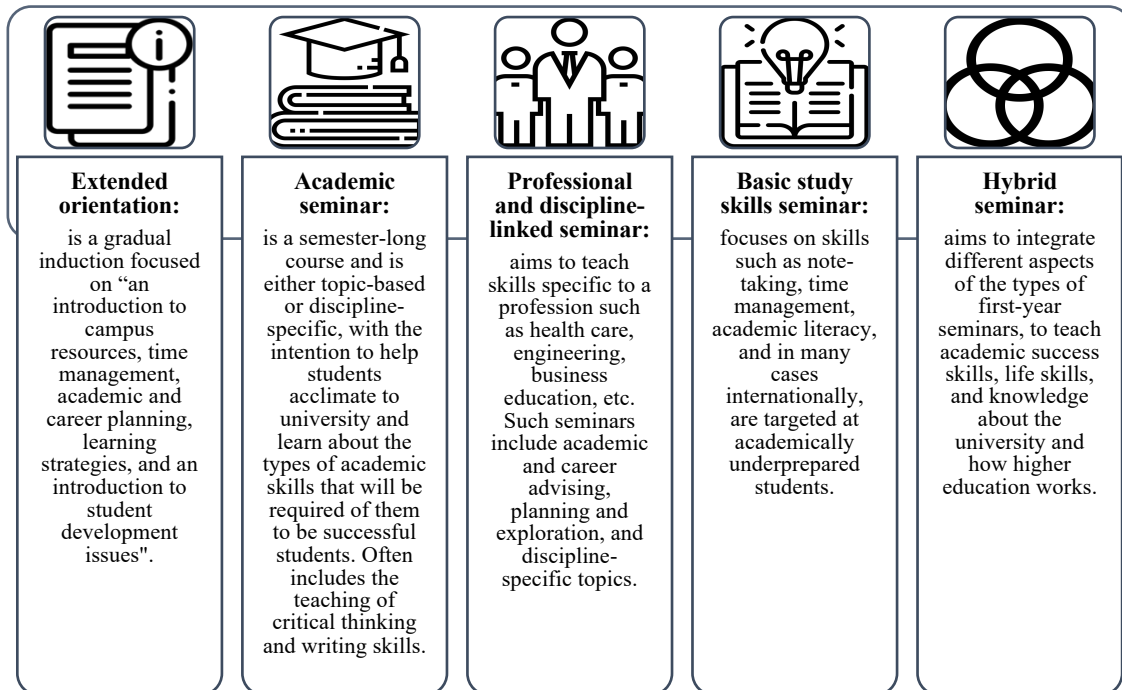 i
Extended
orientation:
is a gradual
induction focused
on “an
introduction to
campus
resources, time
management,
academic and
career planning,
learning
strategies, and an
introduction to
student
development
issues".
Academic
seminar:
is a semester-long
course and is
either topic-based
or discipline-
specific, with the
intention to help
students
acclimate to
university and
learn about the
types of academic
skills that will be
required of them
to be successful
students. Often
includes the
teaching of
critical thinking
and writing skills.
Professional
and discipline-
linked seminar:
aims to teach
skills specific to a
profession such
as health care,
engineering,
business
education, etc.
Such seminars
include academic
and career
advising,
planning and
exploration, and
discipline-
specific topics.
Basic study
skills seminar:
focuses on skills
such as note-
taking, time
management,
academic literacy,
and in many
cases
internationally,
are targeted at
academically
underprepared
students.
Hybrid
seminar:
aims to integrate
different aspects
of the types of
first-year
seminars, to teach
academic success
skills, life skills,
and knowledge
about the
university and
how higher
education works.